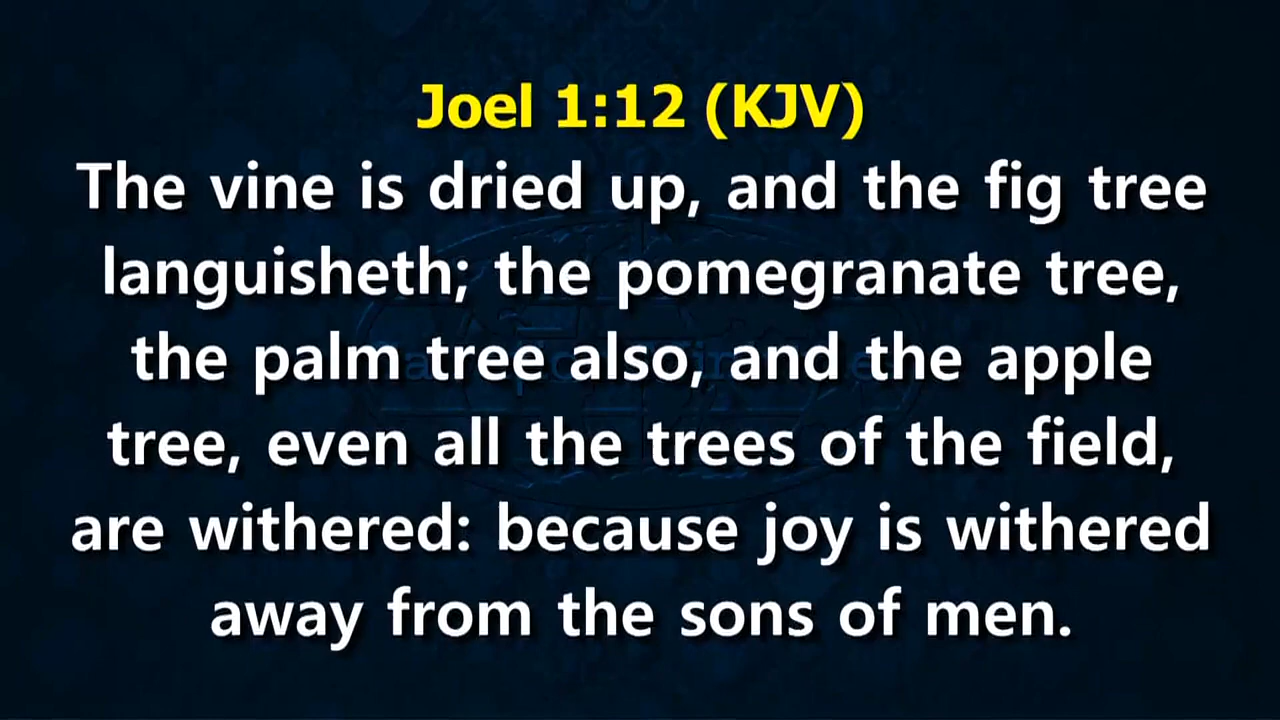 Joel 1:12 (KJV)
The vine is dried up, and the fig tree
languisheth; the pomegranate tree,
the palm tree also, and the apple
tree, even all the trees of the field,
are withered: because joy is withered
away from the sons of men.